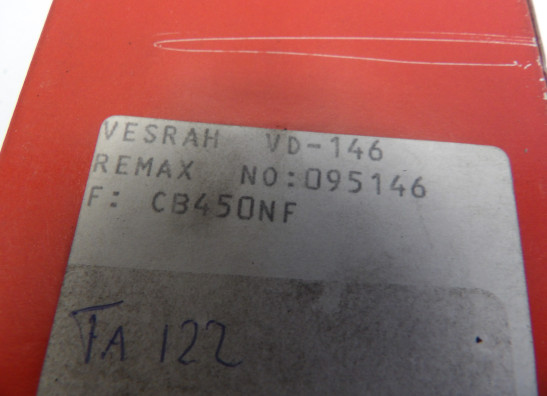 VESRAH VD-146
REMAX NO:095146
F: CB450NF
FA 122